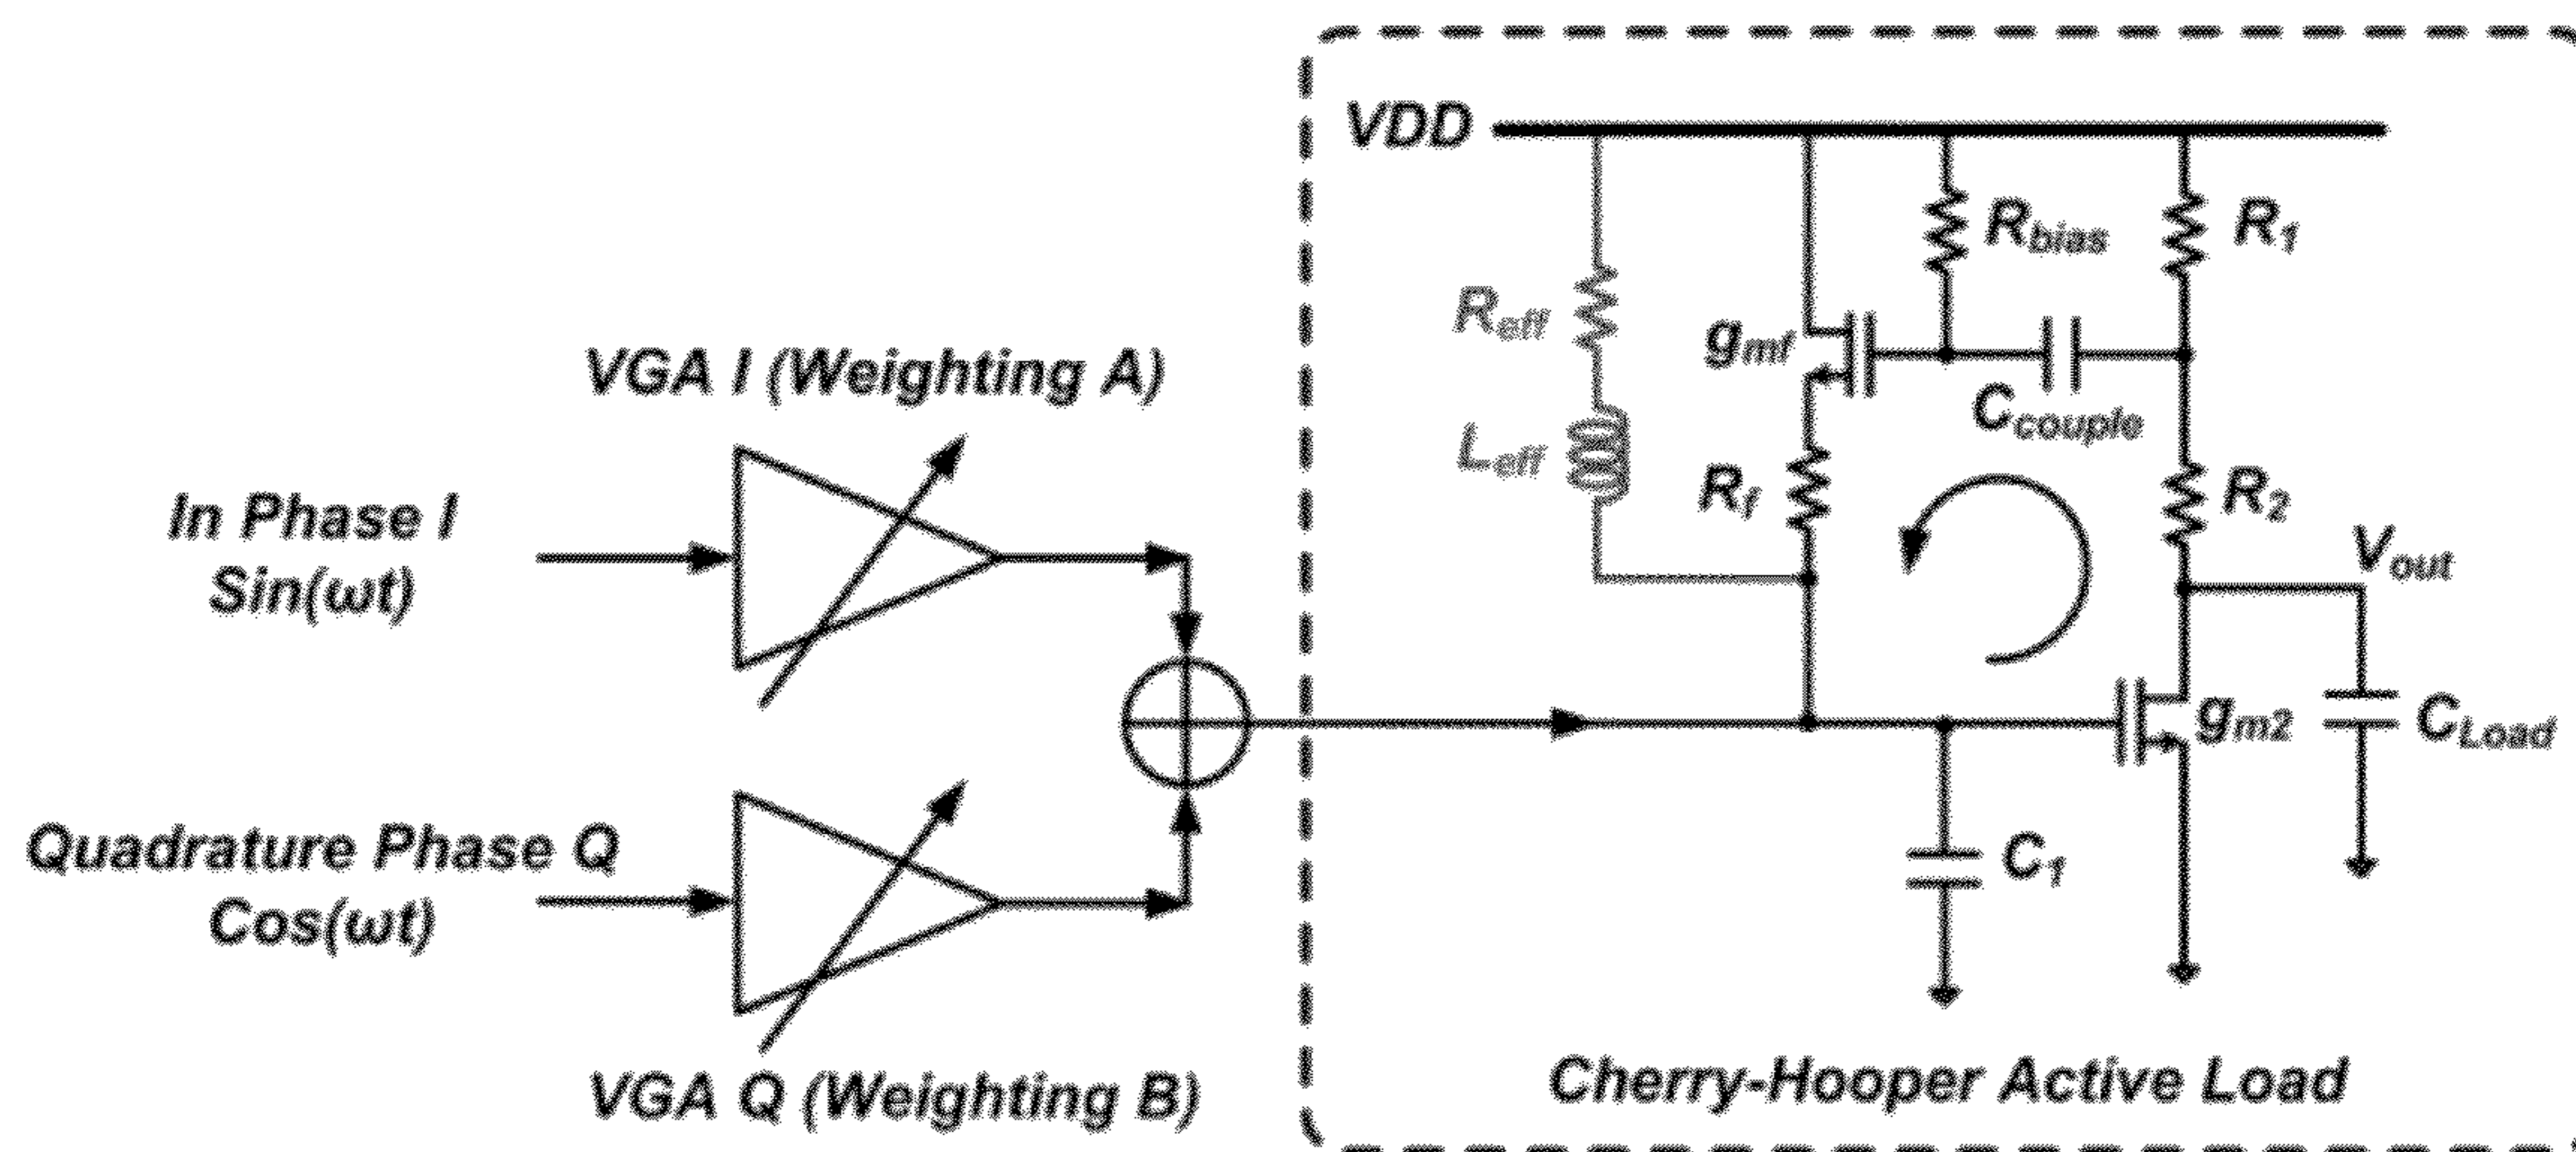 VDD
R1
Rbias
Reff
gmf
Ccouple
Leff
Rf
R2
Vout
gm2
CLoad
C1
Cherry-Hooper Active Load
VGA I (Weighting A)
In Phase I
Sin(ωt)
Quadrature Phase Q
Cos(ωt)
VGA Q (Weighting B)